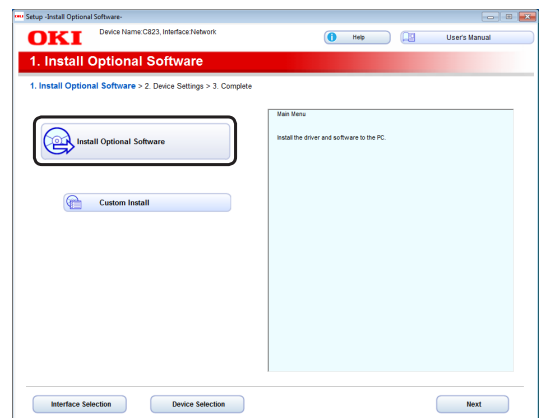 Setup -Install Optional Software-
OKI
Device Name:C823, Interface:Network
Help
User's Manual
1. Install Optional Software
1. Install Optional Software > 2. Device Settings > 3. Complete
Install Optional Software
Custom Install
Main Menu
Install the driver and software to the PC.
Interface Selection
Device Selection
Next